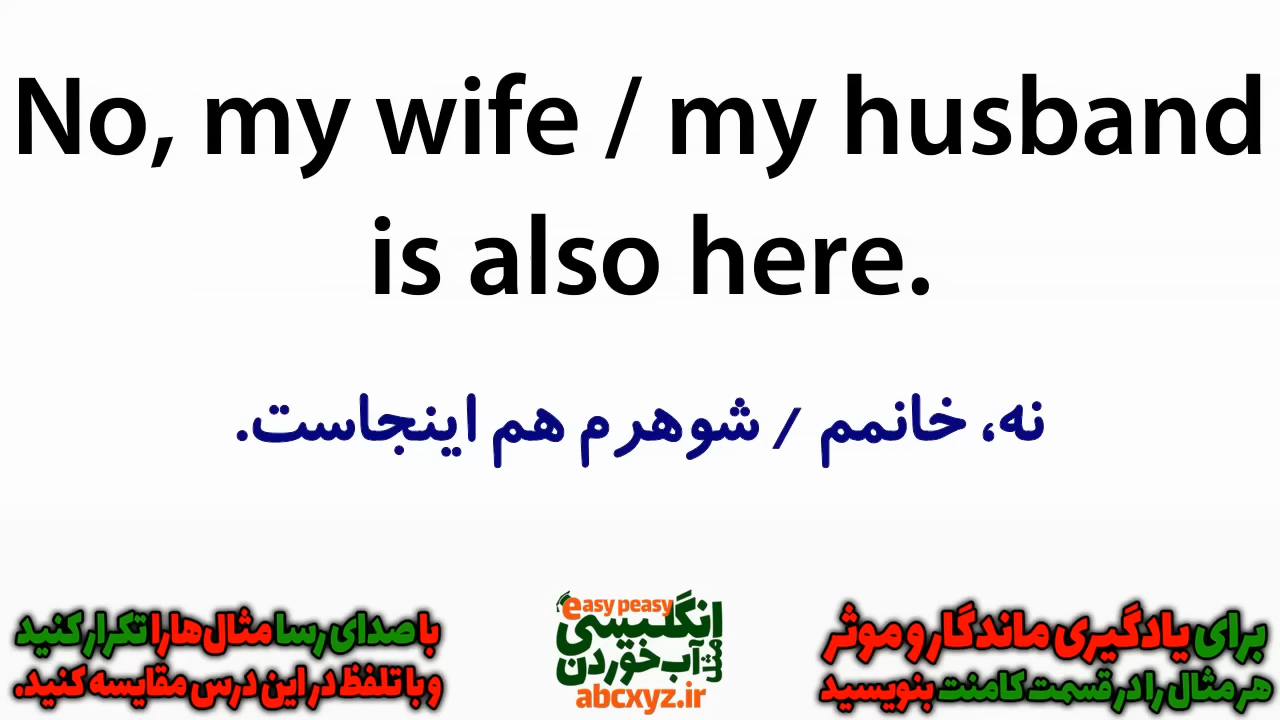 No, my wife / my husband
is also here.
نه، خانمم / شوهرم هم اینجاست.
برای یادگیری ماندگار و موثر
هر مثال را در قسمت کامنت بنویسید
easy peasy
انگلیسی
مثل آب خوردن
abcxyz.ir
با صدای رسا مثال‌ها را تکرار کنید
و با تلفظ در این درس مقایسه کنید.